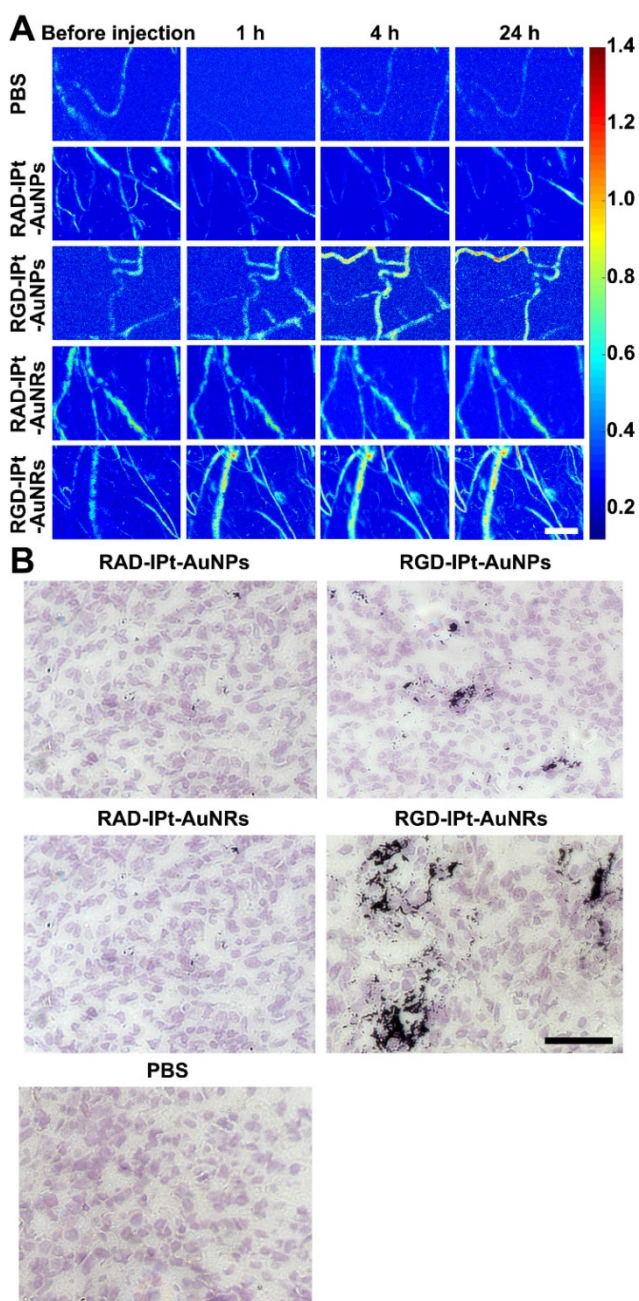 A
Before injection 1 h 4 h 24 h
PBS
RAD-IPt
-AuNPs
RGD-IPt
-AuNPs
RAD-IPt
-AuNRs
RGD-IPt
-AuNRs
1.4
1.2
1.0
0.8
0.6
0.4
0.2
B
RAD-IPt-AuNPs RGD-IPt-AuNPs
RAD-IPt-AuNRs RGD-IPt-AuNRs
PBS